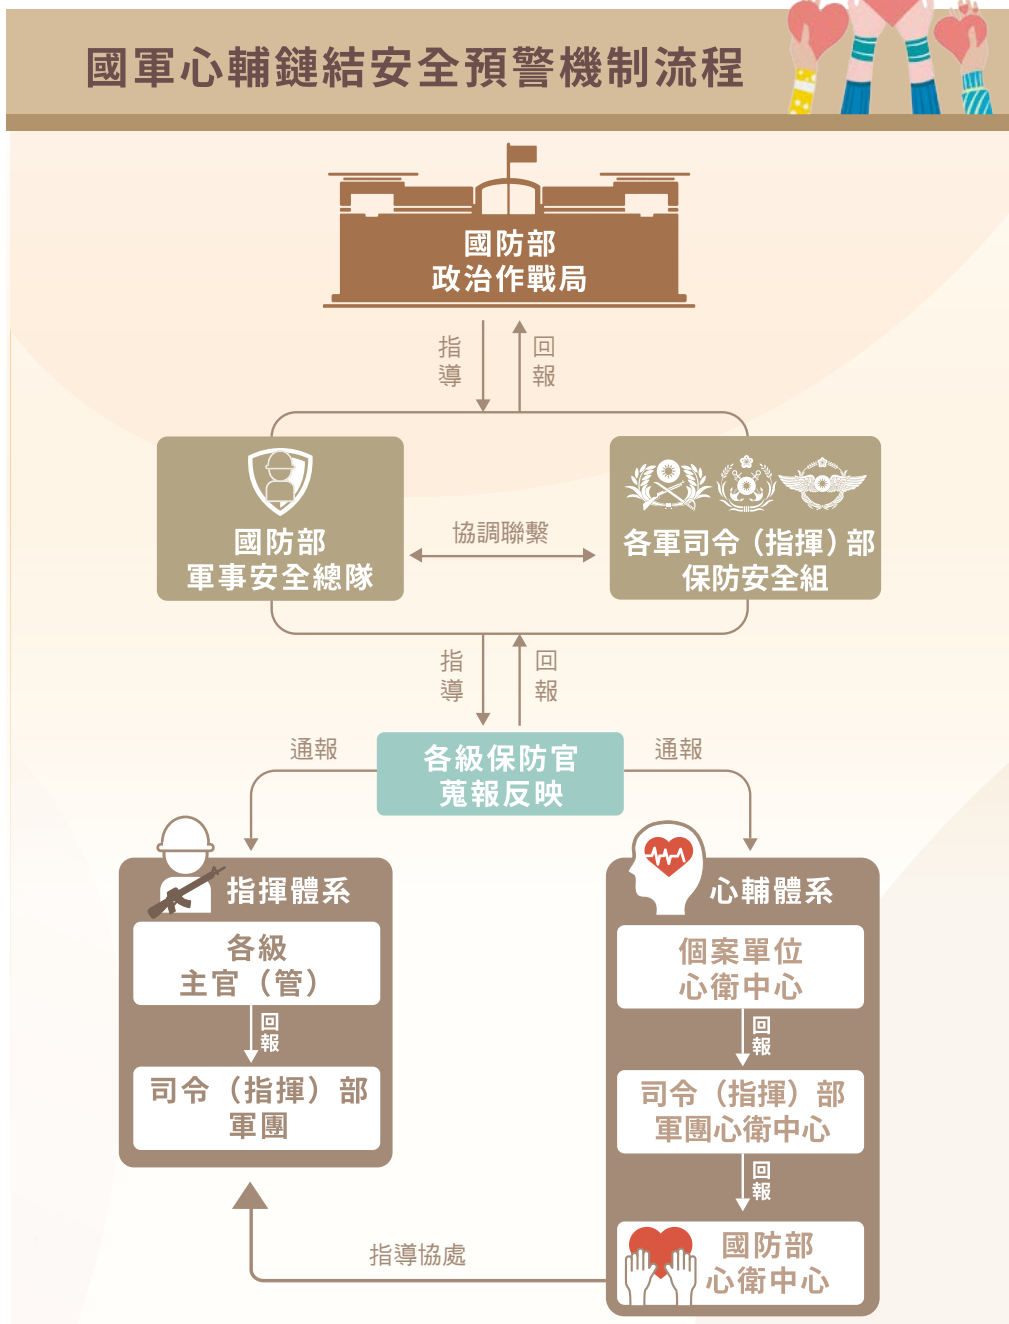 國軍心輔鏈結安全預警機制流程
國防部
政治作戰局
指導
回報
國防部
軍事安全總隊
協調聯繫
各軍司令（指揮）部
保防安全組
指導
回報
通報
各級保防官
蒐報反映
通報
指揮體系
各級
主官（管）
回報
司令（指揮）部
軍團
心輔體系
個案單位
心衛中心
回報
司令（指揮）部
軍團心衛中心
回報
國防部
心衛中心
指導協處